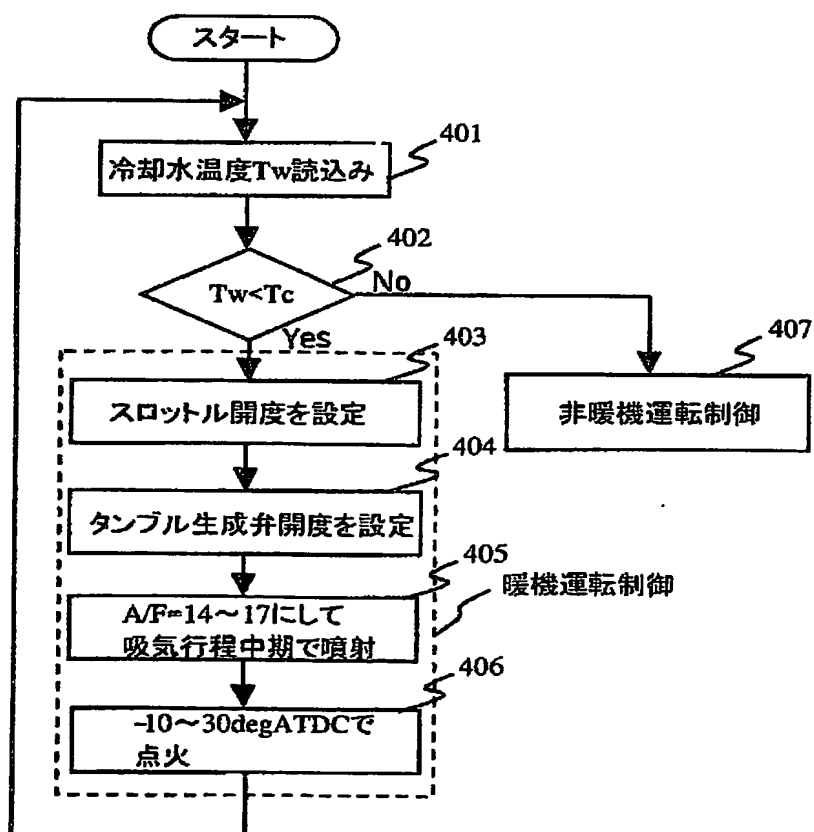 スタート
401
冷却水温度Tw読込み
402
Tw<Tc
No
Yes
403
407
スロットル開度を設定
非暖機運転制御
404
タンブル生成弁開度を設定
405
暖機運転制御
A/F=14～17にして
吸気行程中期で噴射
406
-10～30degATDCで
点火